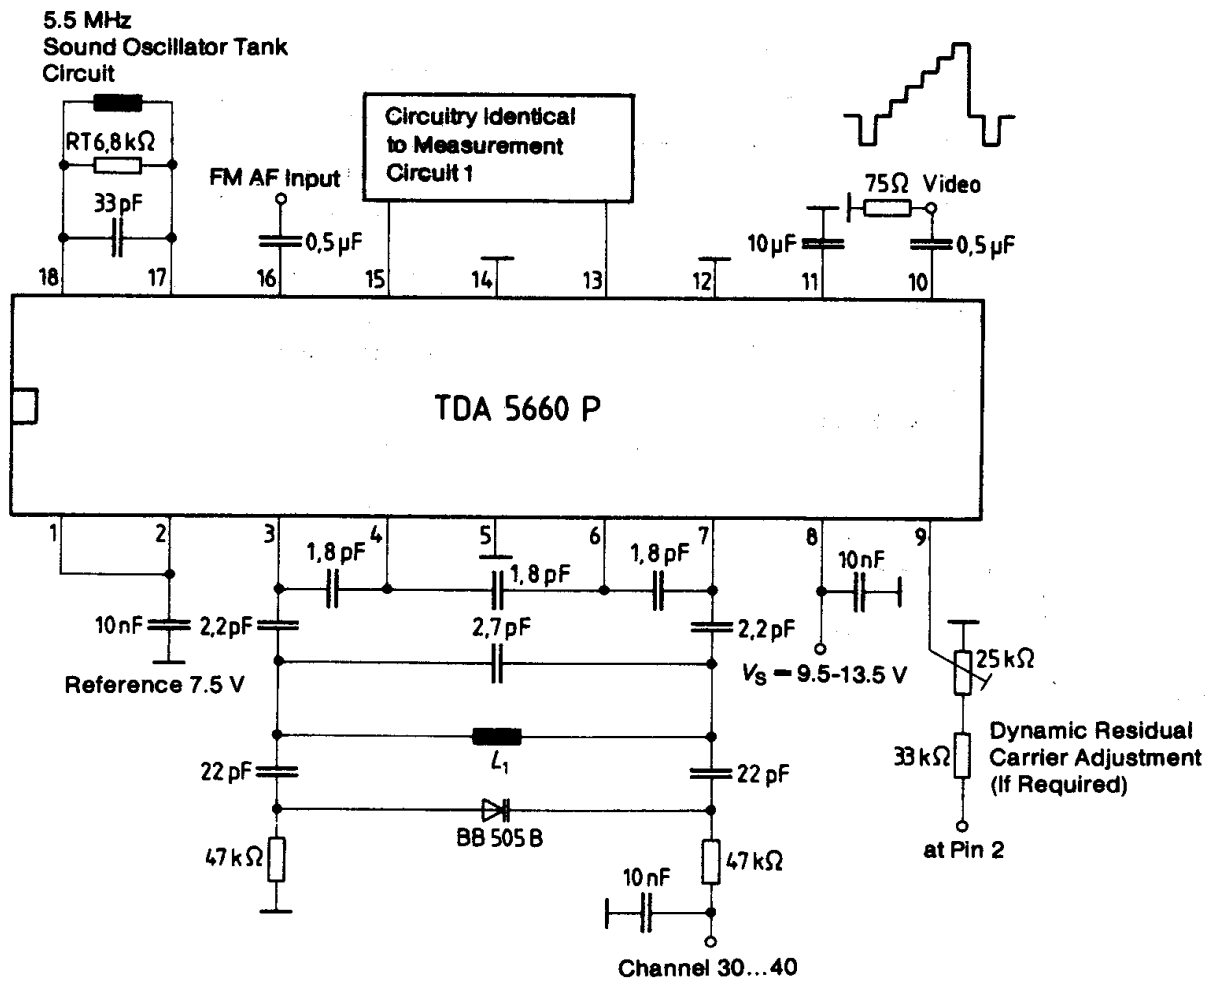 5.5 MHz
Sound Oscillator Tank
Circuit
RT6,8kΩ
33pF
FM AF Input
0,5µF
Circuitry Identical
to Measurement
Circuit 1
75Ω Video
10µF
0,5µF
18 17 16 15 14 13 12 11 10
TDA 5660 P
1 2 3 4 5 6 7 8 9
1,8pF
1,8pF
1,8pF
10nF
10nF
2,2pF
2,7pF
2,2pF
Reference 7.5 V
VS = 9.5-13.5 V
25kΩ
L1
22pF
22pF
33kΩ
Dynamic Residual
Carrier Adjustment
(If Required)
BB 505 B
47kΩ
47kΩ
at Pin 2
10nF
Channel 30...40